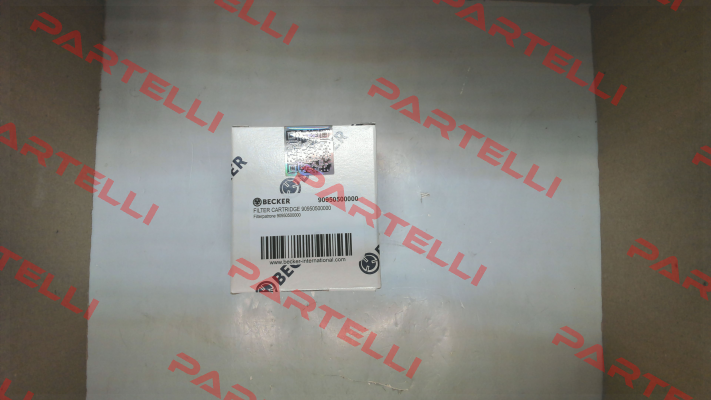 PARTELLI
PARTELLI
PARTELLI
PARTELLI
BECKER
BECKER 90950500000
FILTER CARTRIDGE 90950500000
Filterpatrone 90950500000
www.becker-international.com
BECKER
PARTELLI
PARTELLI
PARTELLI
PARTELLI
PARTELLI